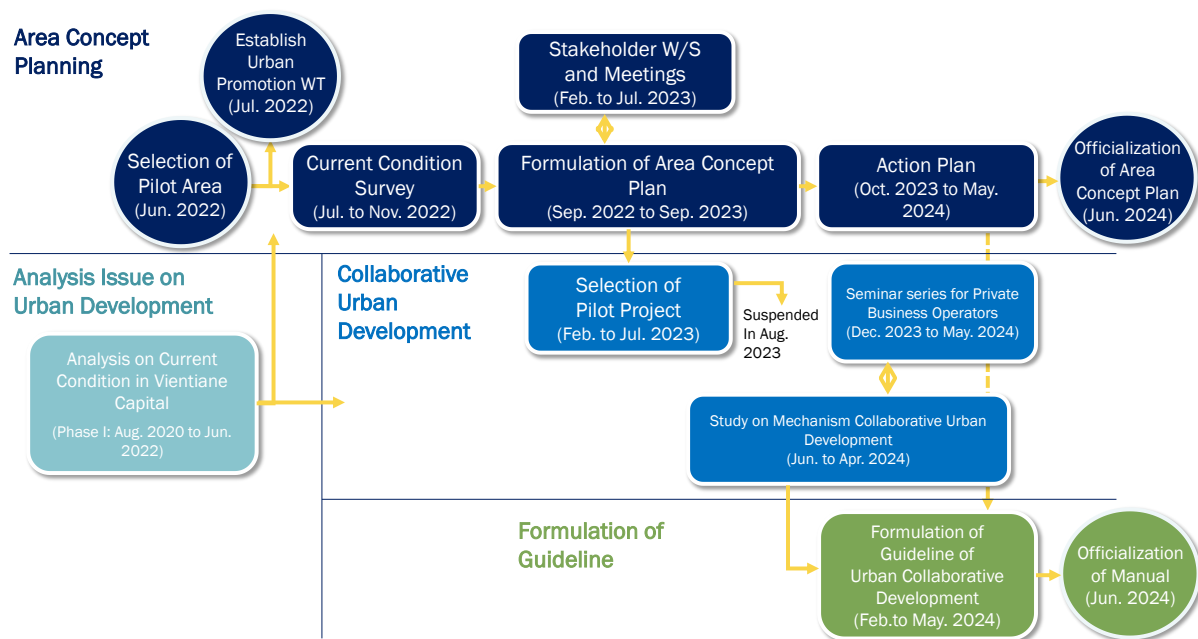 Area Concept
Planning
Establish
Urban
Promotion WT
(Jul. 2022)
Stakeholder W/S
and Meetings
(Feb. to Jul. 2023)
Selection of
Pilot Area
(Jun. 2022)
Current Condition
Survey
(Jul. to Nov. 2022)
Formulation of Area Concept
Plan
(Sep. 2022 to Sep. 2023)
Action Plan
(Oct. 2023 to May.
2024)
Officialization
of Area
Concept Plan
(Jun. 2024)
Analysis Issue on
Urban Development
Analysis on Current
Condition in Vientiane
Capital
(Phase I: Aug. 2020 to Jun.
2022)
Collaborative
Urban
Development
Selection of
Pilot Project
(Feb. to Jul. 2023)
Suspended
In Aug.
2023
Seminar series for Private
Business Operators
(Dec. 2023 to May. 2024)
Study on Mechanism Collaborative Urban
Development
(Jun. to Apr. 2024)
Formulation of
Guideline
Formulation of
Guideline of
Urban Collaborative
Development
(Feb.to May. 2024)
Officialization
of Manual
(Jun. 2024)